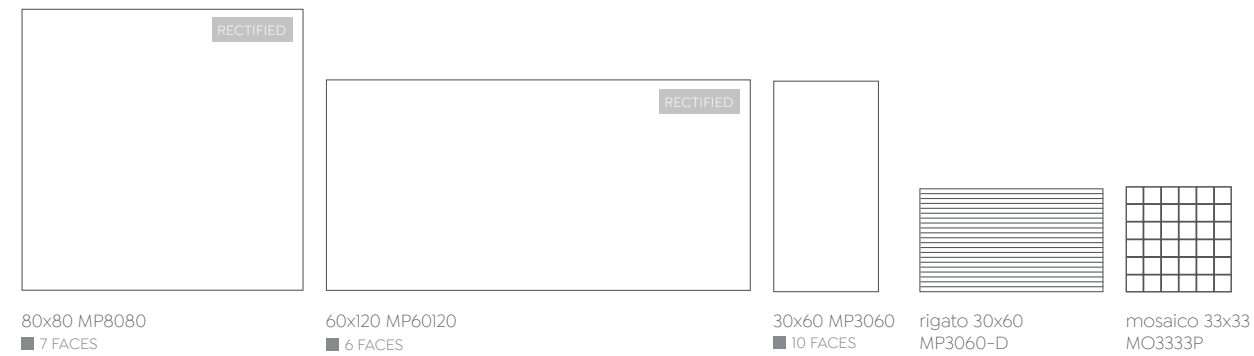 RECTIFIED
RECTIFIED
80x80 MP8080
7 FACES
60x120 MP60120
6 FACES
30x60 MP3060
10 FACES
rigato 30x60
MP3060-D
mosaico 33x33
MO3333P